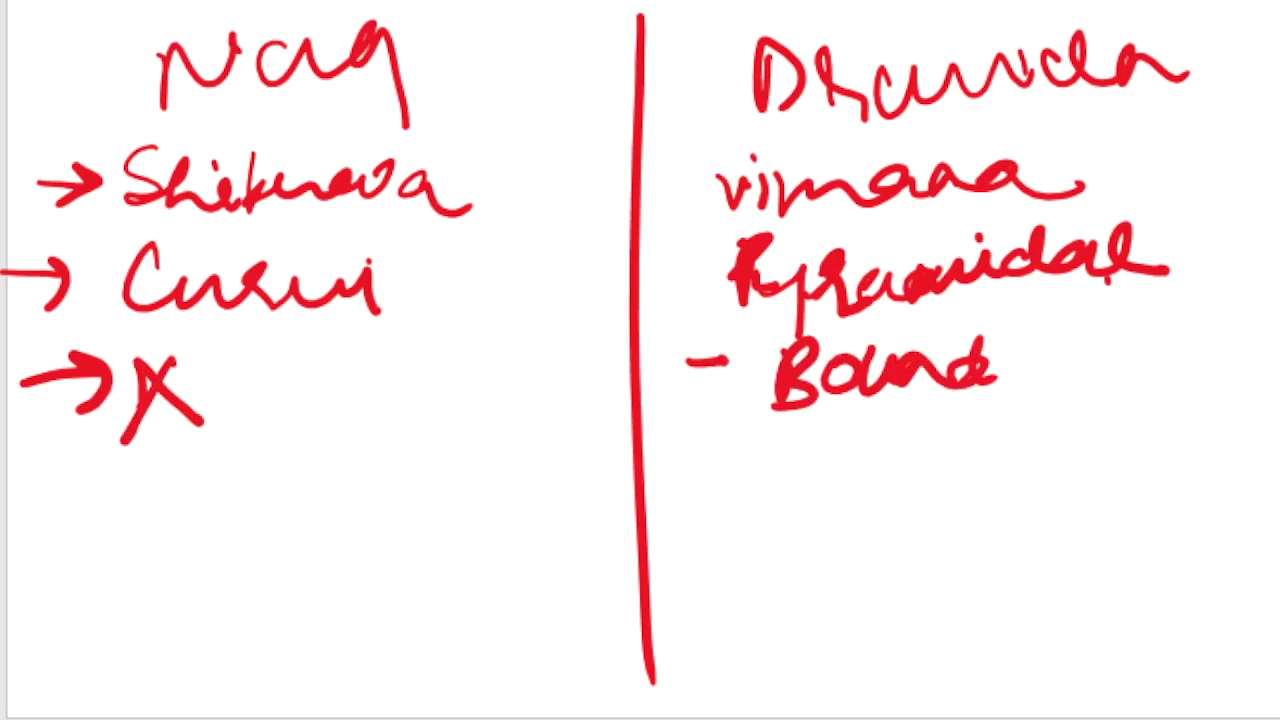 Nag
→ Shikhara
→ Curvi
→ X
Dravida
vimana
Pyramidal
- Bound